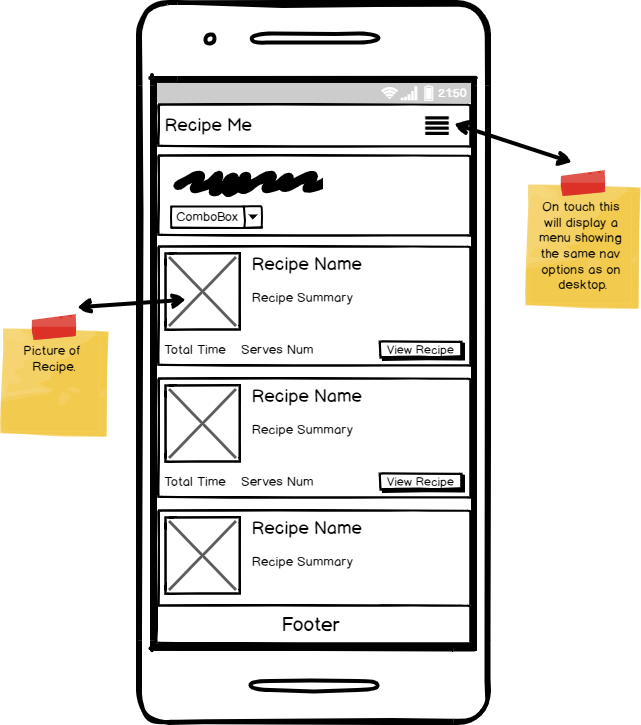 21:50
Recipe Me
ComboBox
Recipe Name
Recipe Summary
Total Time Serves Num View Recipe
Recipe Name
Recipe Summary
Total Time Serves Num View Recipe
Recipe Name
Recipe Summary
Footer
On touch this
will display a
menu showing
the same nav
options as on
desktop.
Picture of
Recipe.